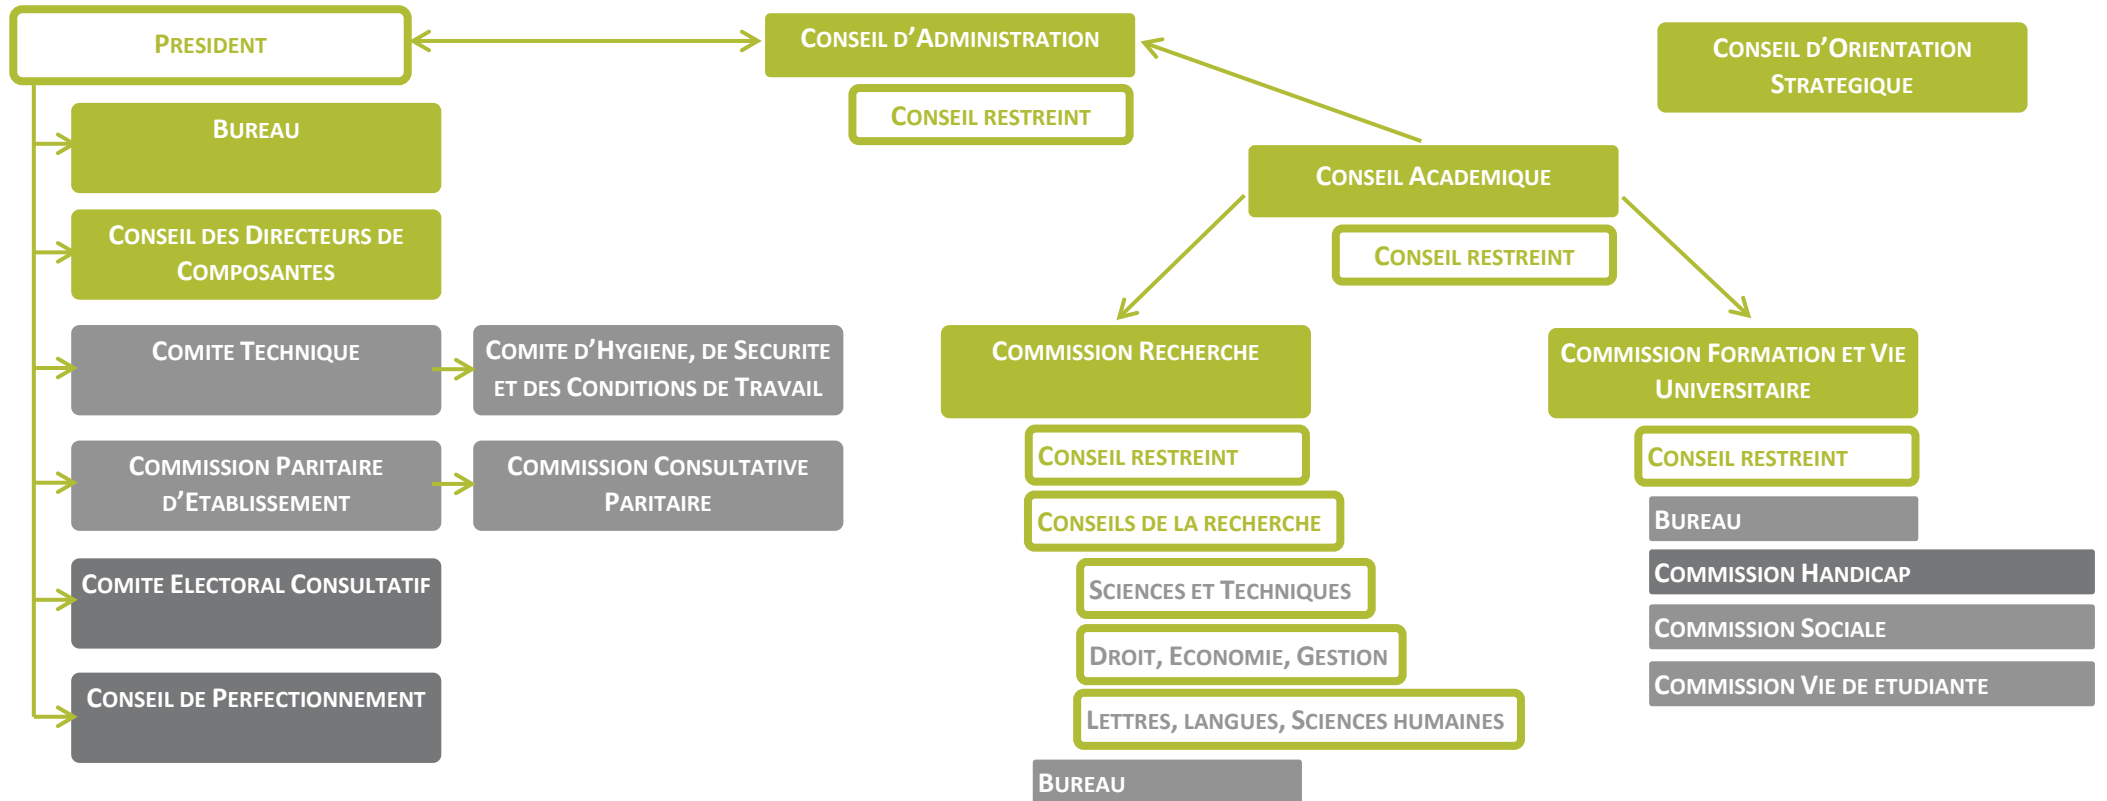 PRESIDENT
CONSEIL D'ADMINISTRATION
CONSEIL RESTREINT
CONSEIL D'ORIENTATION
STRATEGIQUE
BUREAU
CONSEIL DES DIRECTEURS DE
COMPOSANTES
COMITE TECHNIQUE
COMITE D'HYGIENE, DE SECURITE
ET DES CONDITIONS DE TRAVAIL
COMMISSION PARITAIRE
D'ETABLISSEMENT
COMMISSION CONSULTATIVE
PARITAIRE
COMITE ELECTORAL CONSULTATIF
CONSEIL DE PERFECTIONNEMENT
CONSEIL ACADEMIQUE
CONSEIL RESTREINT
COMMISSION RECHERCHE
CONSEIL RESTREINT
CONSEILS DE LA RECHERCHE
SCIENCES ET TECHNIQUES
DROIT, ECONOMIE, GESTION
LETTRES, LANGUES, SCIENCES HUMAINES
BUREAU
COMMISSION FORMATION ET VIE
UNIVERSITAIRE
CONSEIL RESTREINT
BUREAU
COMMISSION HANDICAP
COMMISSION SOCIALE
COMMISSION VIE DE ETUDIANTE